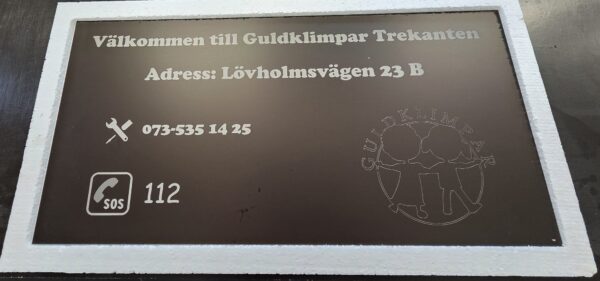 Välkommen till Guldklimpar Trekanten
Adress: Lövholmsvägen 23 B
073-535 14 25
SOS 112
GULDKLIMPAR